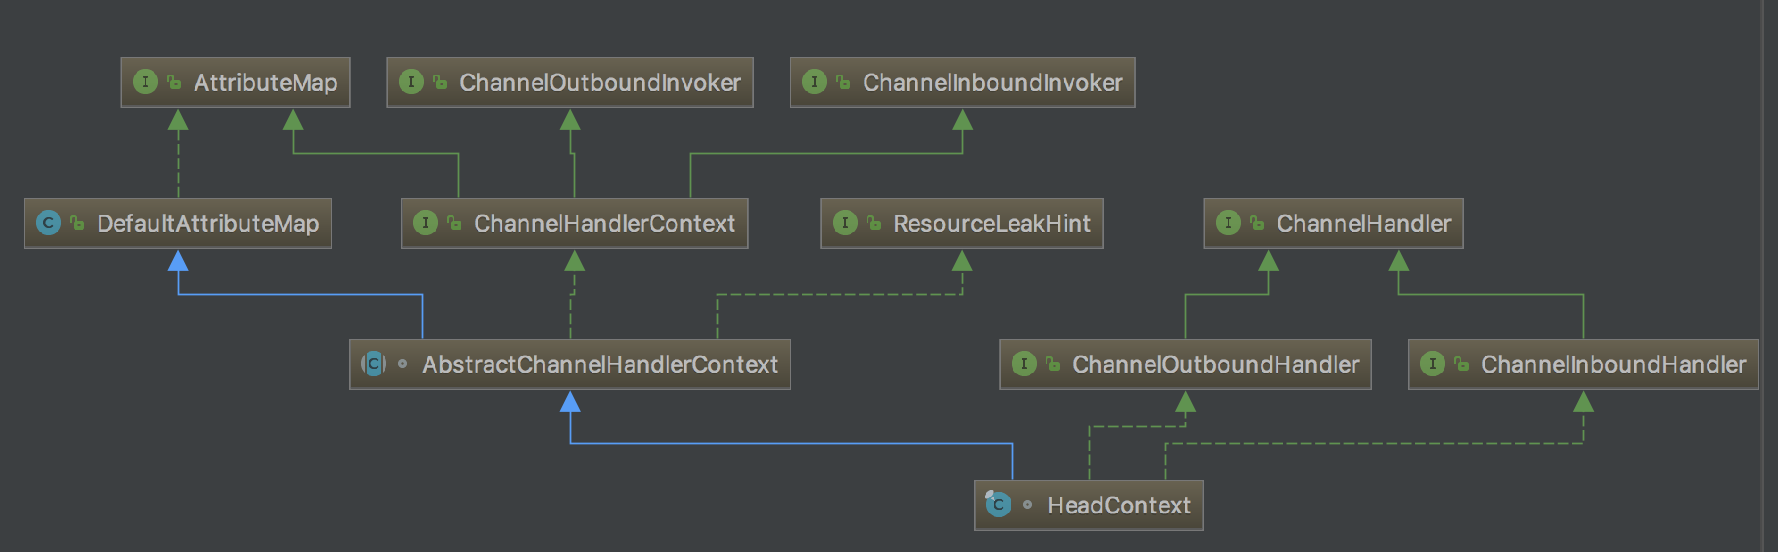 I AttributeMap
I ChannelOutboundInvoker
I ChannelInboundInvoker
C DefaultAttributeMap
I ChannelHandlerContext
I ResourceLeakHint
I ChannelHandler
C AbstractChannelHandlerContext
I ChannelOutboundHandler
I ChannelInboundHandler
C HeadContext